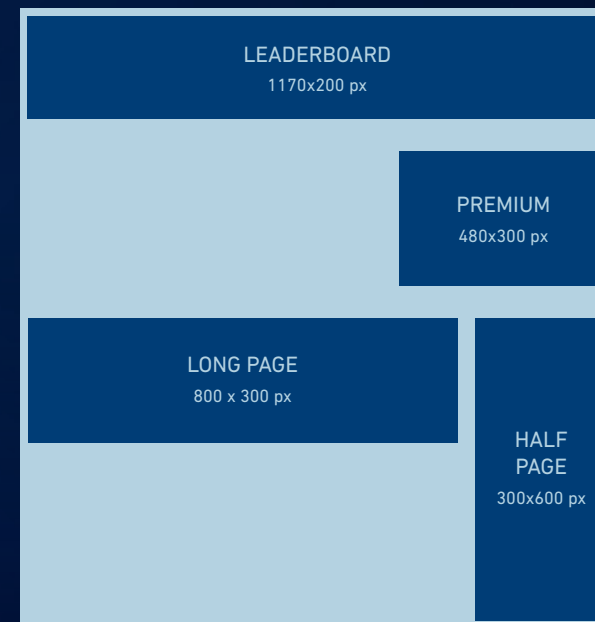 LEADERBOARD
1170x200 px
PREMIUM
480x300 px
LONG PAGE
800 x 300 px
HALF
PAGE
300x600 px